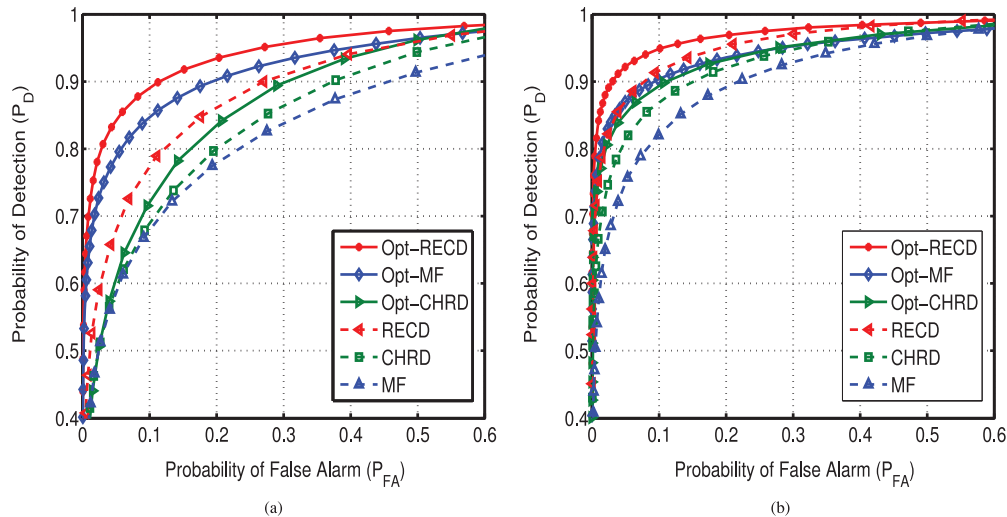 1
0.9
0.8
0.7
0.6
0.5
0.4
0
0.1
0.2
0.3
0.4
0.5
0.6
Probability of Detection (P_D)
Probability of False Alarm (P_FA)
Opt−RECD
Opt−MF
Opt−CHRD
RECD
CHRD
MF
(a)
1
0.9
0.8
0.7
0.6
0.5
0.4
0
0.1
0.2
0.3
0.4
0.5
0.6
Probability of Detection (P_D)
Probability of False Alarm (P_FA)
Opt−RECD
Opt−MF
Opt−CHRD
RECD
CHRD
MF
(b)